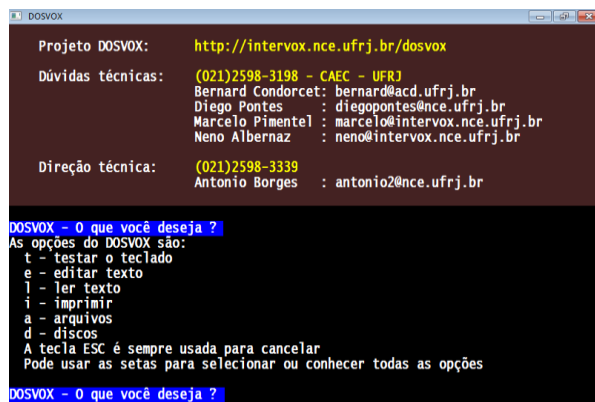 DOSVOX
Projeto DOSVOX: http://intervox.nce.ufrj.br/dosvox
Dúvidas técnicas: (021)2598-3198 - CAEC - UFRJ
Bernard Condorcet: bernard@acd.ufrj.br
Diego Pontes : diegopontes@nce.ufrj.br
Marcelo Pimentel : marcelo@intervox.nce.ufrj.br
Neno Albernaz : neno@intervox.nce.ufrj.br
Direção técnica: (021)2598-3339
Antonio Borges : antonio2@nce.ufrj.br
DOSVOX - O que você deseja ?
As opções do DOSVOX são:
t - testar o teclado
e - editar texto
l - ler texto
i - imprimir
a - arquivos
d - discos
A tecla ESC é sempre usada para cancelar
Pode usar as setas para selecionar ou conhecer todas as opções
DOSVOX - O que você deseja ?